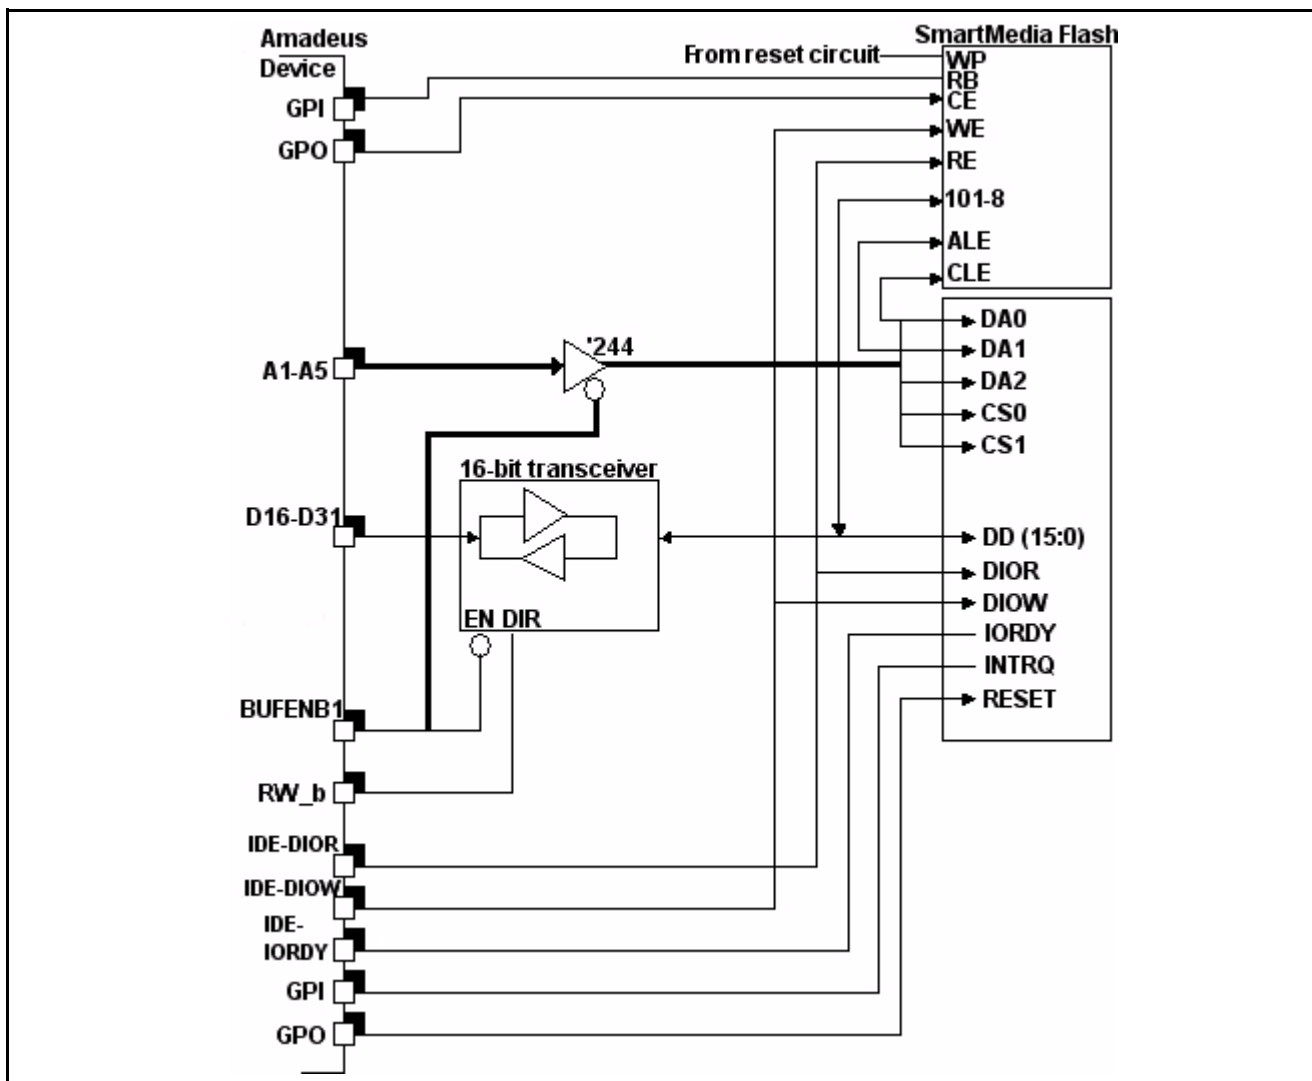 Amadeus
Device
SmartMedia Flash
From reset circuit
WP
RB
CE
WE
RE
101-8
ALE
CLE
GPI
GPO
A1-A5
'244
DA0
DA1
DA2
CS0
CS1
16-bit transceiver
D16-D31
EN DIR
DD (15:0)
DIOR
DIOW
IORDY
INTRQ
RESET
BUFENB1
RW_b
IDE-DIOR
IDE-DIOW
IDE-
IORDY
GPI
GPO